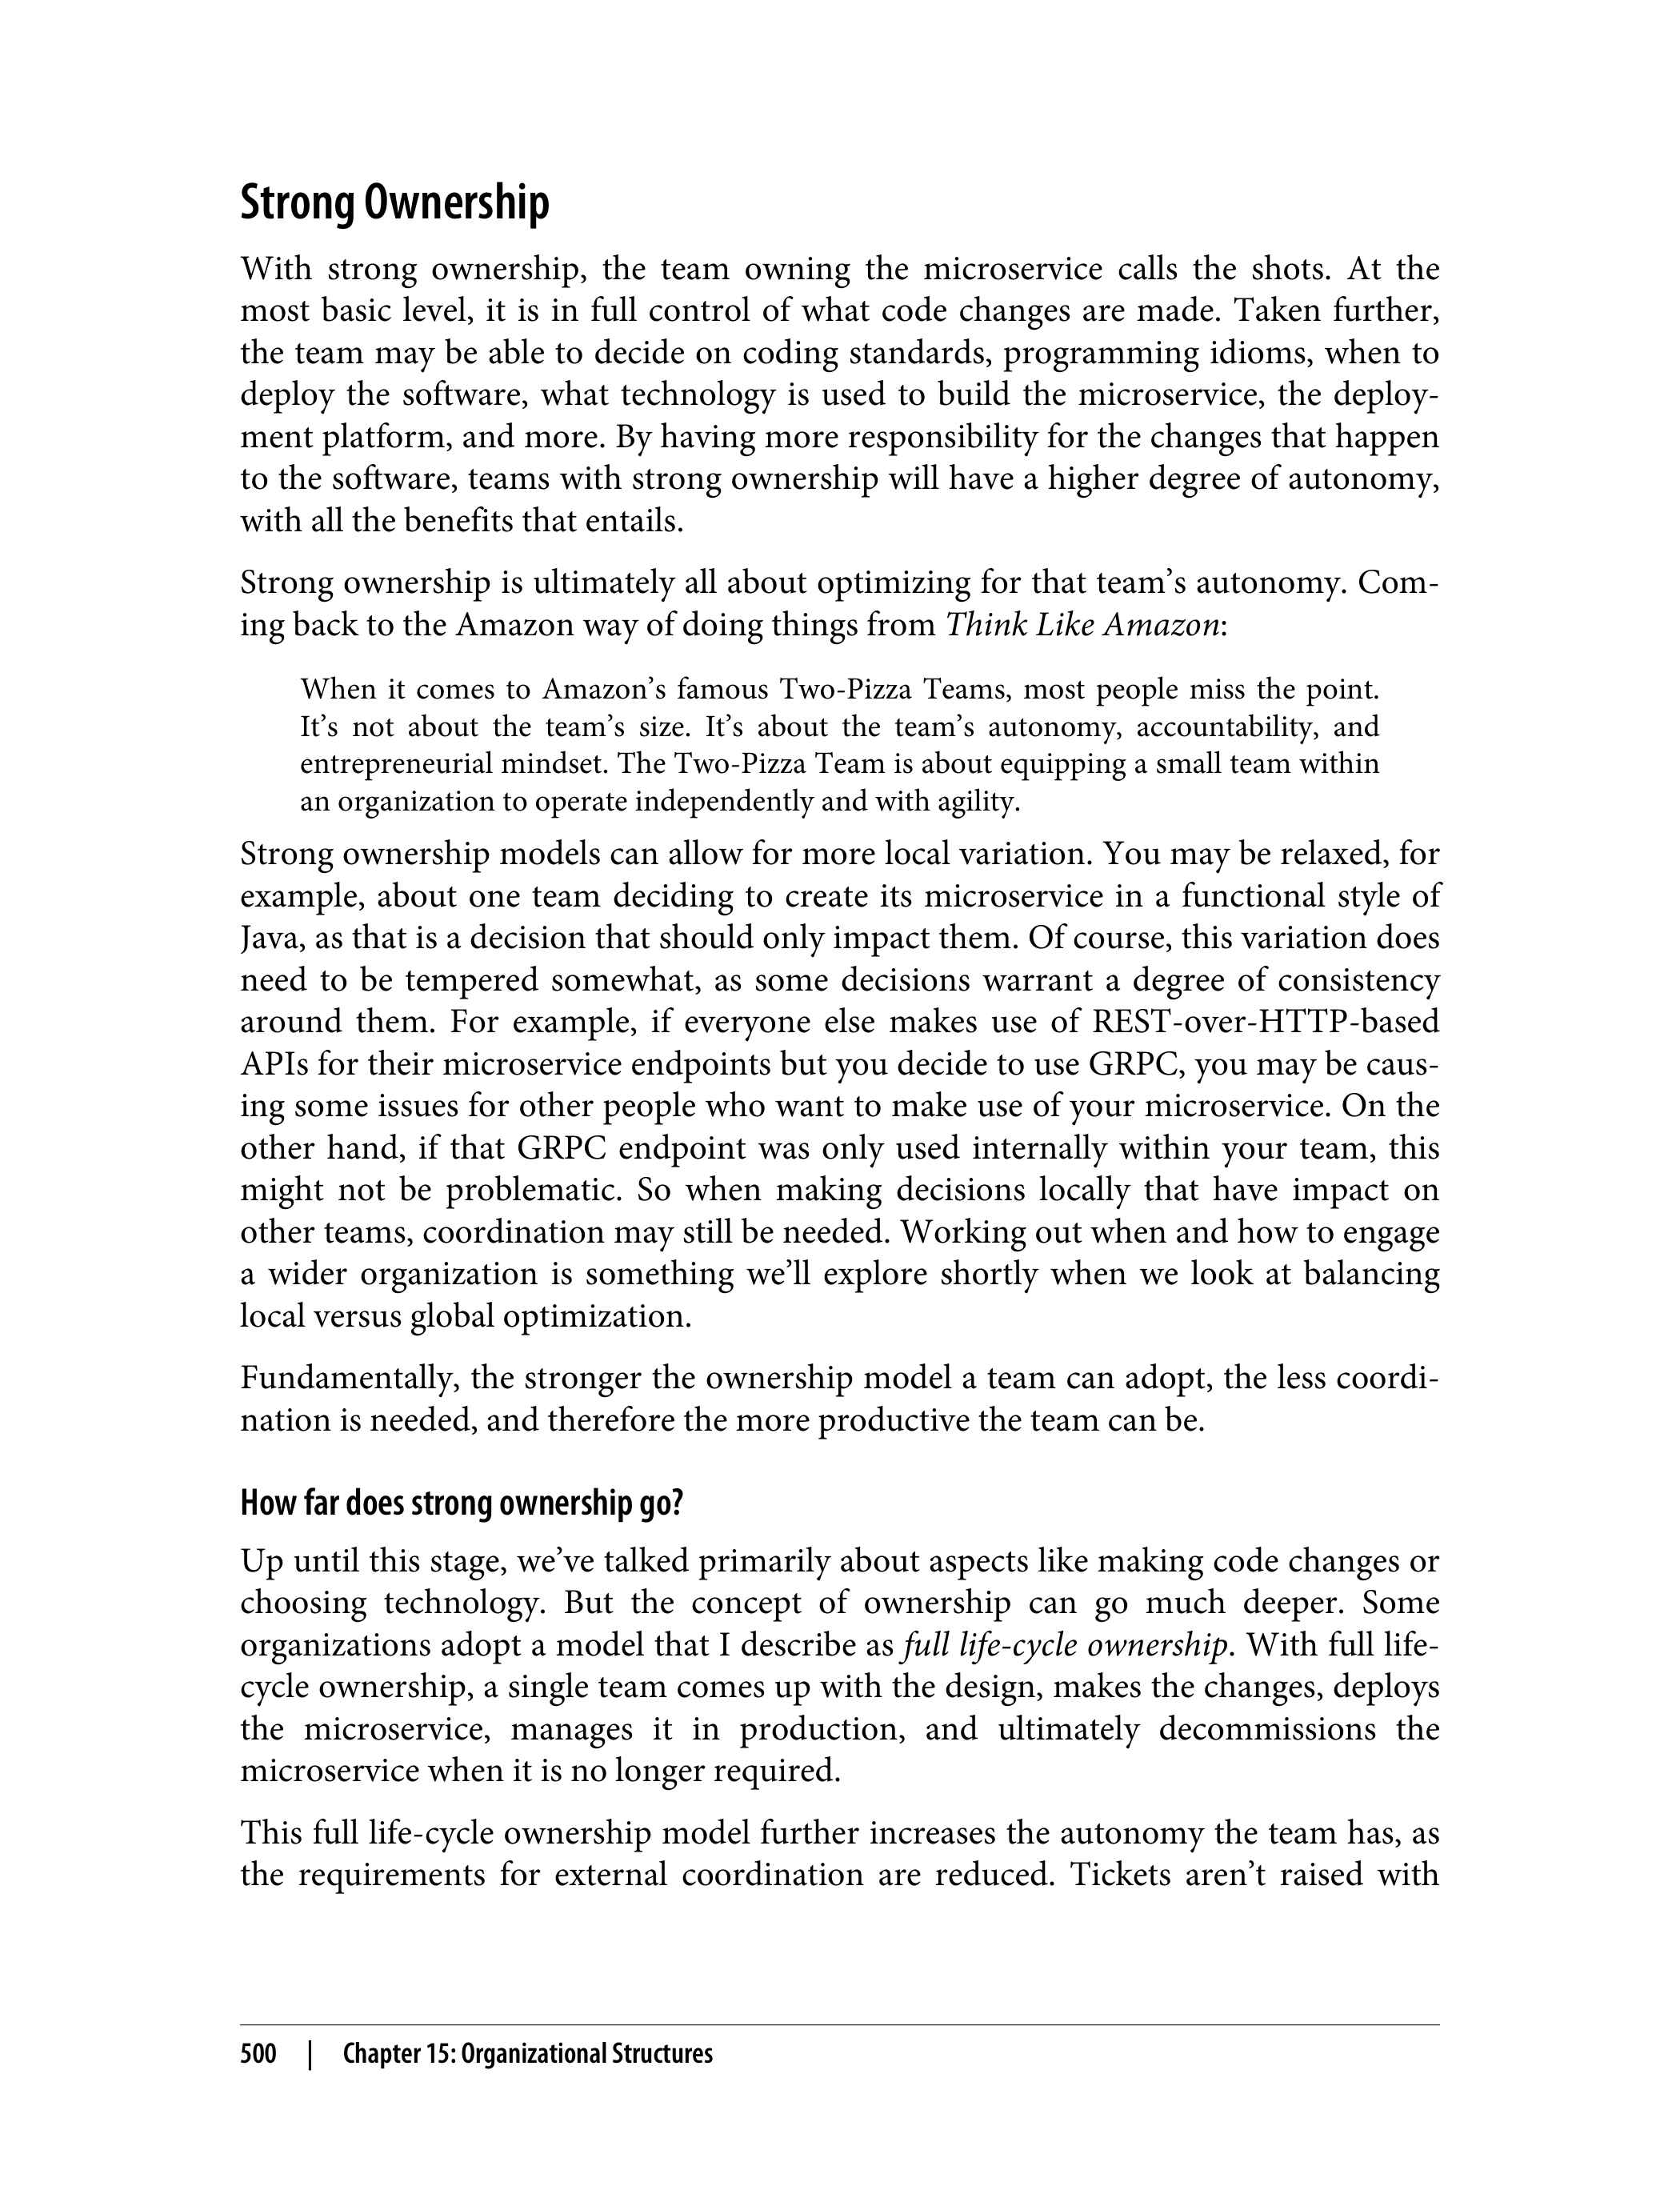 Strong Ownership
With strong ownership, the team owning the microservice calls the shots. At the
most basic level, it is in full control of what code changes are made. Taken further,
the team may be able to decide on coding standards, programming idioms, when to
deploy the software, what technology is used to build the microservice, the deploy-
ment platform, and more. By having more responsibility for the changes that happen
to the software, teams with strong ownership will have a higher degree of autonomy,
with all the benefits that entails.
Strong ownership is ultimately all about optimizing for that team’s autonomy. Com-
ing back to the Amazon way of doing things from Think Like Amazon:
When it comes to Amazon’s famous Two-Pizza Teams, most people miss the point.
It’s not about the team’s size. It’s about the team’s autonomy, accountability, and
entrepreneurial mindset. The Two-Pizza Team is about equipping a small team within
an organization to operate independently and with agility.
Strong ownership models can allow for more local variation. You may be relaxed, for
example, about one team deciding to create its microservice in a functional style of
Java, as that is a decision that should only impact them. Of course, this variation does
need to be tempered somewhat, as some decisions warrant a degree of consistency
around them. For example, if everyone else makes use of REST-over-HTTP-based
APIs for their microservice endpoints but you decide to use GRPC, you may be caus-
ing some issues for other people who want to make use of your microservice. On the
other hand, if that GRPC endpoint was only used internally within your team, this
might not be problematic. So when making decisions locally that have impact on
other teams, coordination may still be needed. Working out when and how to engage
a wider organization is something we’ll explore shortly when we look at balancing
local versus global optimization.
Fundamentally, the stronger the ownership model a team can adopt, the less coordi-
nation is needed, and therefore the more productive the team can be.
How far does strong ownership go?
Up until this stage, we’ve talked primarily about aspects like making code changes or
choosing technology. But the concept of ownership can go much deeper. Some
organizations adopt a model that I describe as full life-cycle ownership. With full life-
cycle ownership, a single team comes up with the design, makes the changes, deploys
the microservice, manages it in production, and ultimately decommissions the
microservice when it is no longer required.
This full life-cycle ownership model further increases the autonomy the team has, as
the requirements for external coordination are reduced. Tickets aren’t raised with
500 | Chapter 15: Organizational Structures